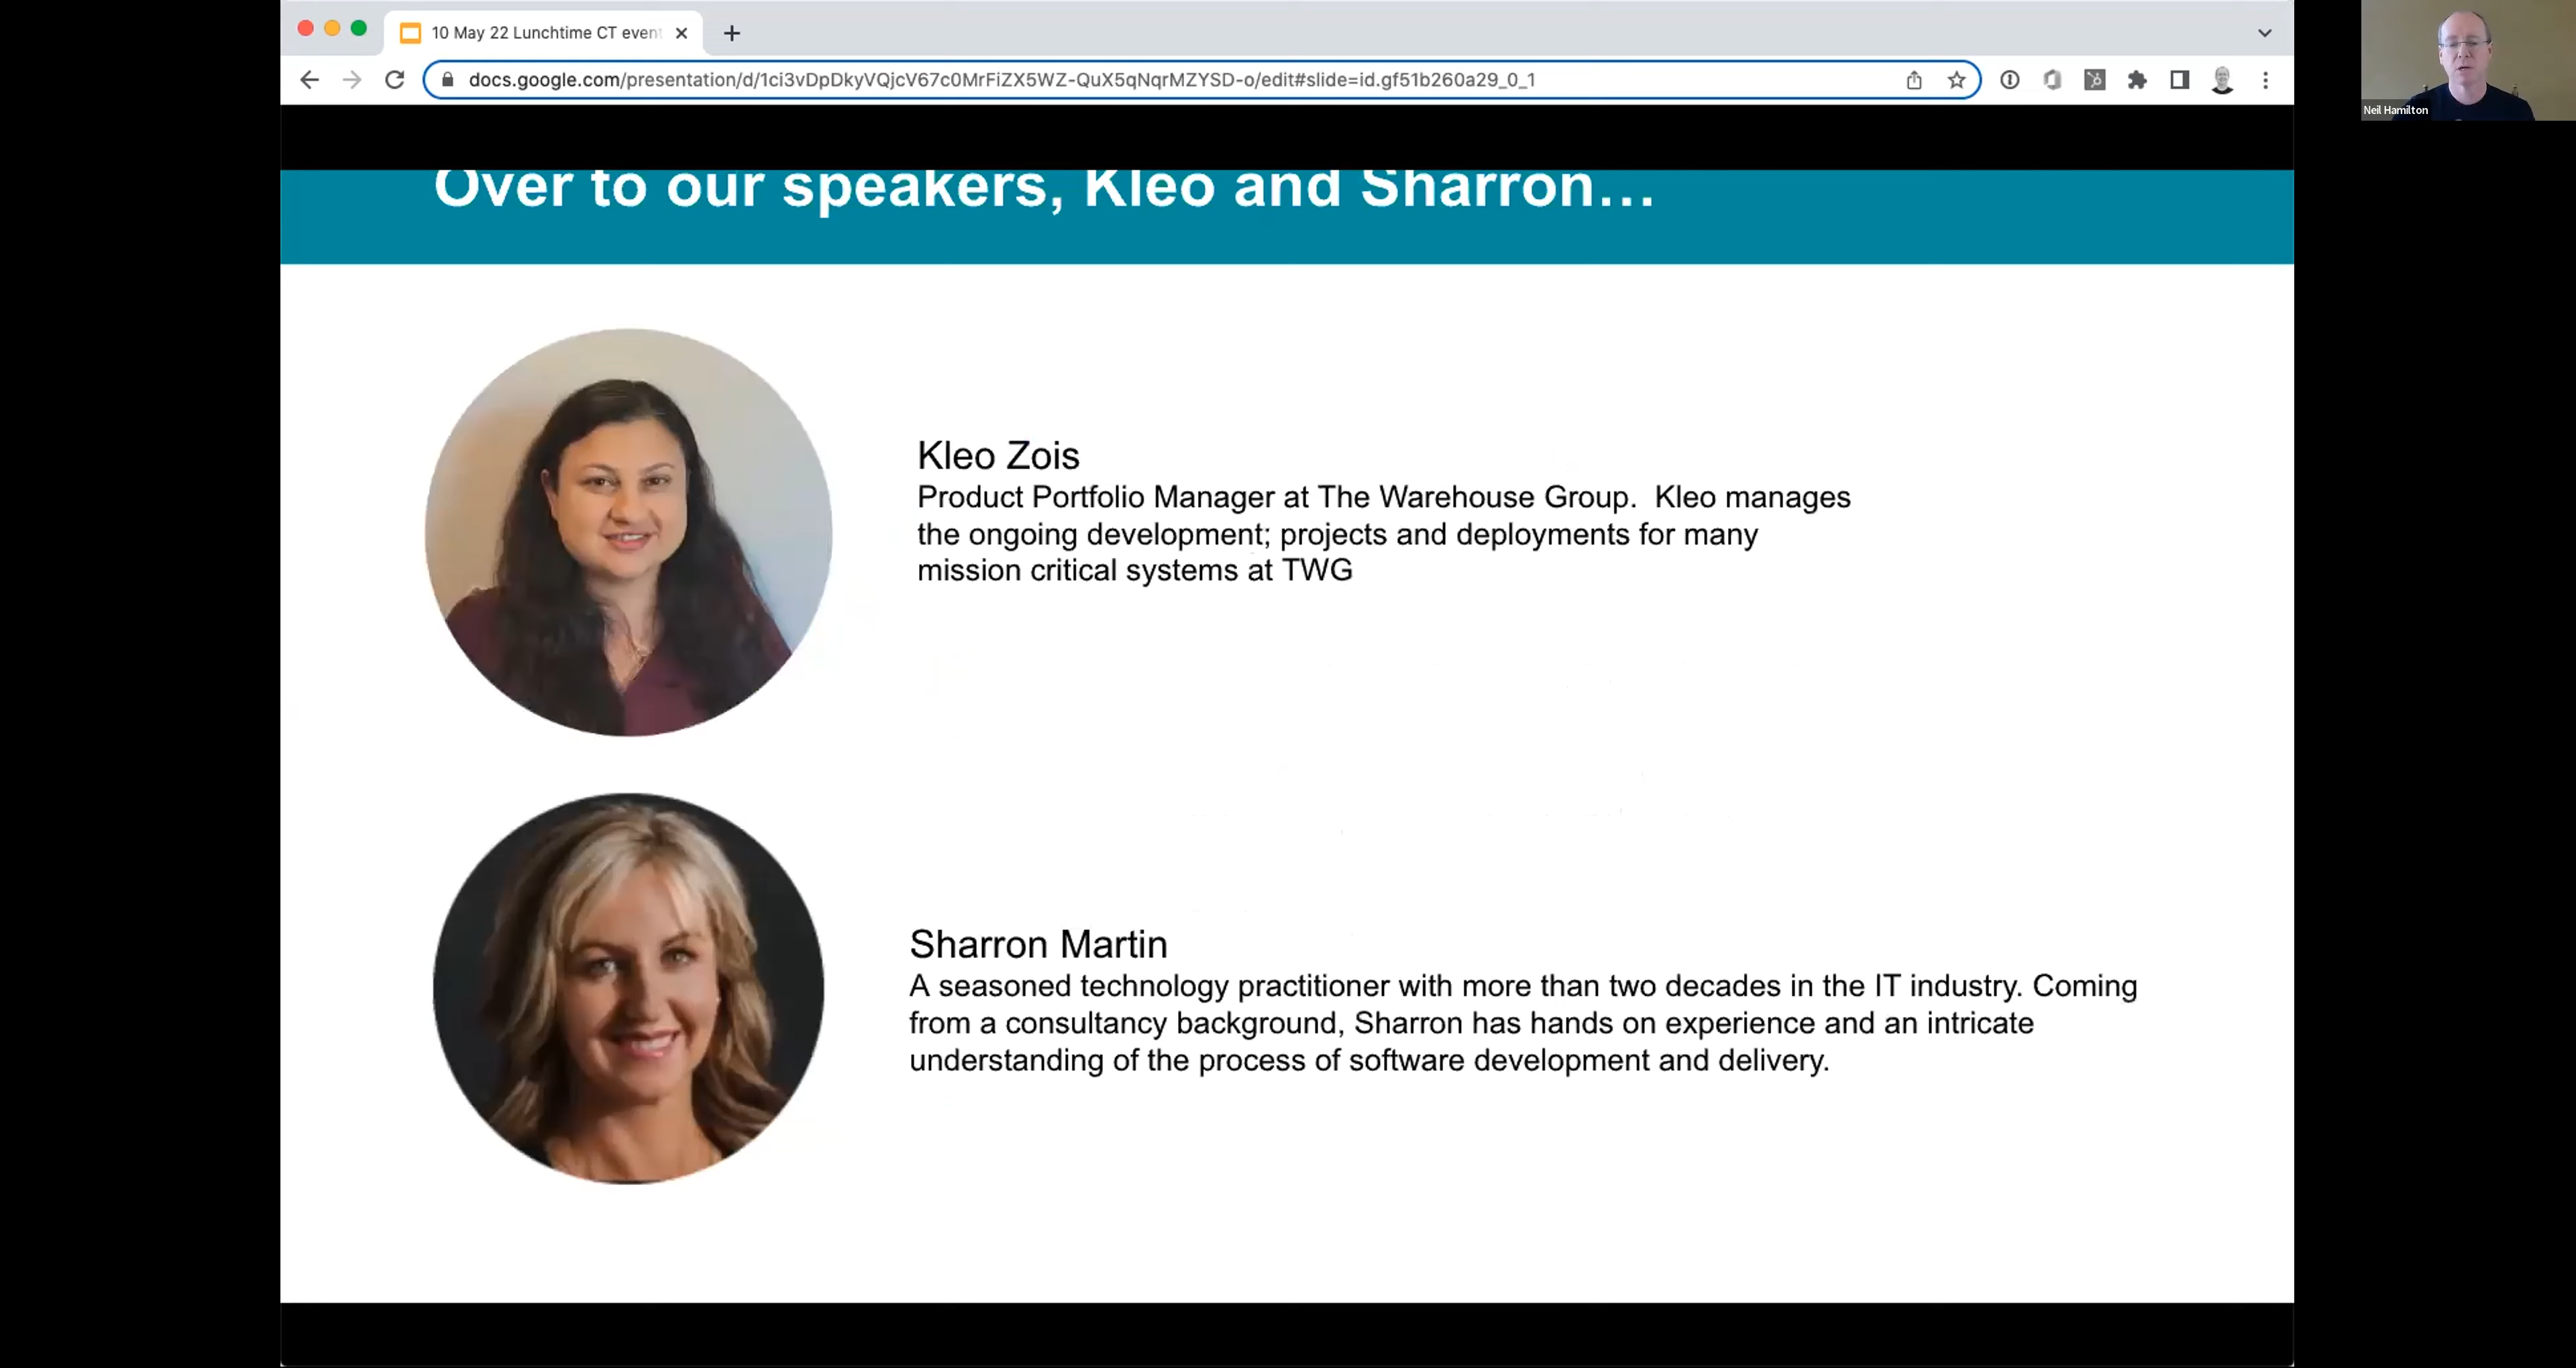 10 May 22 Lunchtime CT event
docs.google.com/presentation/d/1ci3vDpDkyVQjcV67c0MrFiZX5WZ-QuX5qNqrMZYSD-o/edit#slide=id.gf51b260a29_0_1
Neil Hamilton
Over to our speakers, Kleo and Sharron...
Kleo Zois
Product Portfolio Manager at The Warehouse Group.  Kleo manages
the ongoing development; projects and deployments for many
mission critical systems at TWG
Sharron Martin
A seasoned technology practitioner with more than two decades in the IT industry. Coming
from a consultancy background, Sharron has hands on experience and an intricate
understanding of the process of software development and delivery.